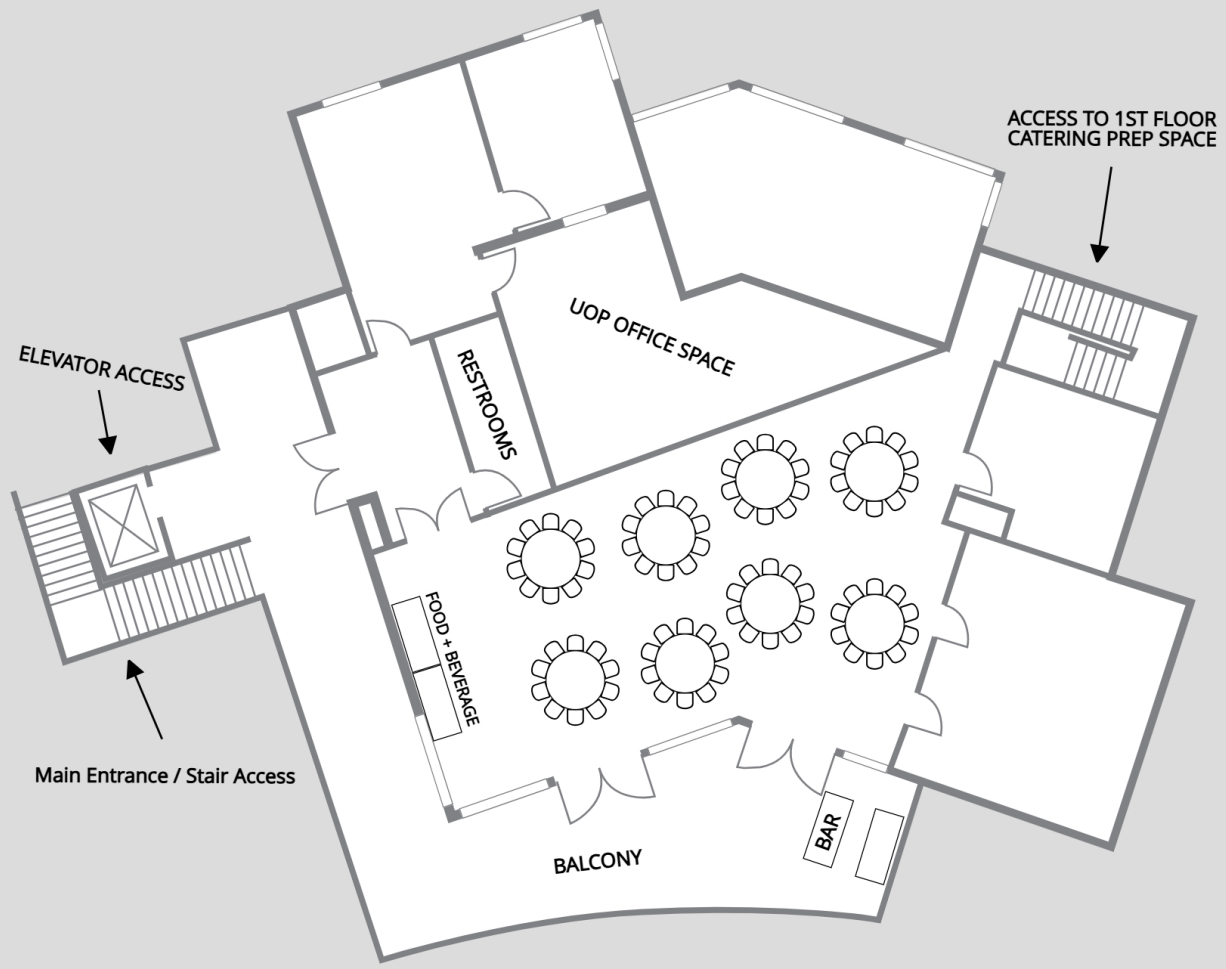 ACCESS TO 1ST FLOOR
CATERING PREP SPACE
UOP OFFICE SPACE
ELEVATOR ACCESS
RESTROOMS
FOOD + BEVERAGE
Main Entrance / Stair Access
BAR
BALCONY